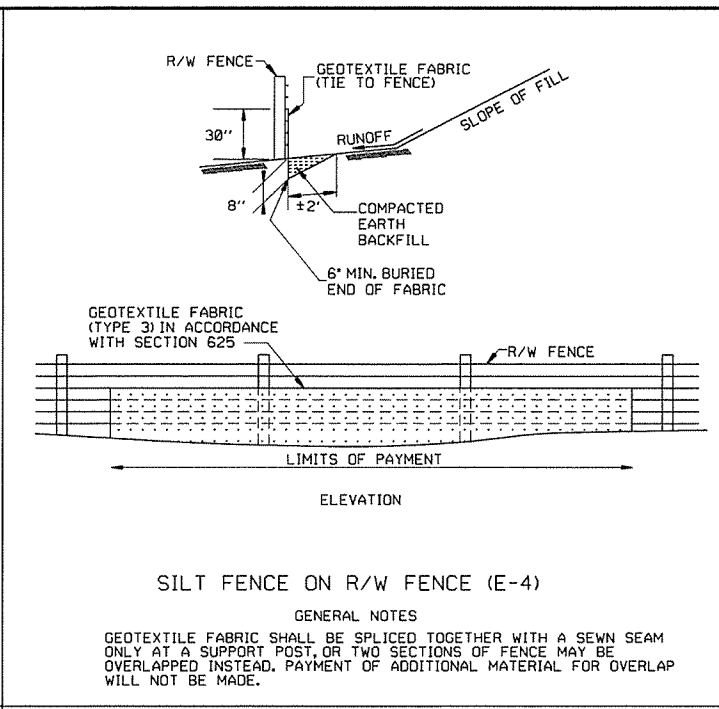 R/W FENCE
GEOTEXTILE FABRIC
(TIE TO FENCE)
SLOPE OF FILL
30"
RUNOFF
8"
±2'
COMPACTED
EARTH
BACKFILL
6" MIN. BURIED
END OF FABRIC
GEOTEXTILE FABRIC
(TYPE 3) IN ACCORDANCE
WITH SECTION 625
R/W FENCE
LIMITS OF PAYMENT
ELEVATION
SILT FENCE ON R/W FENCE (E-4)
GENERAL NOTES
GEOTEXTILE FABRIC SHALL BE SPLICED TOGETHER WITH A SEWN SEAM
ONLY AT A SUPPORT POST, OR TWO SECTIONS OF FENCE MAY BE
OVERLAPPED INSTEAD. PAYMENT OF ADDITIONAL MATERIAL FOR OVERLAP
WILL NOT BE MADE.